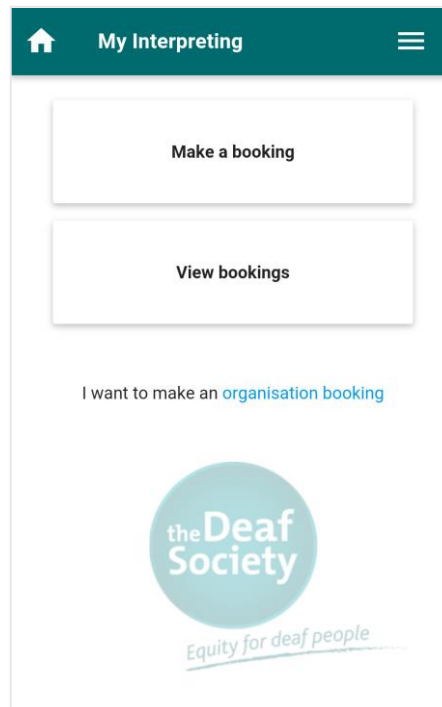 My Interpreting
Make a booking
View bookings
I want to make an organisation booking
the Deaf
Society
Equity for deaf people